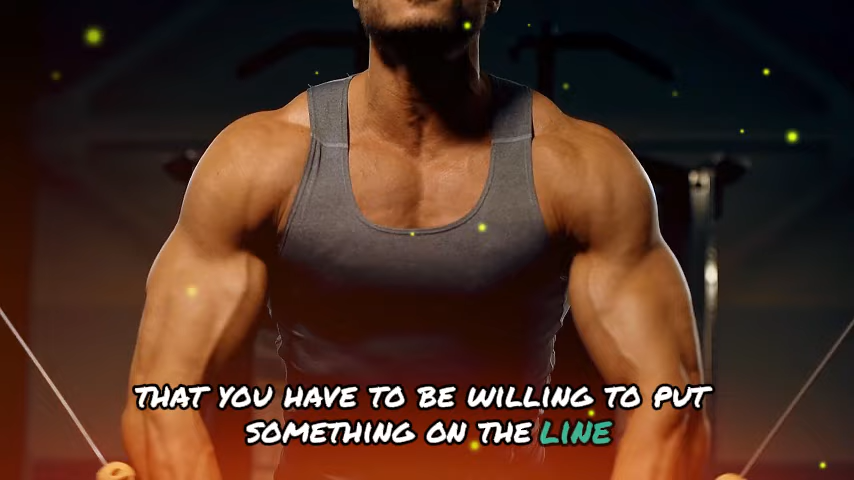 THAT YOU HAVE TO BE WILLING TO PUT
SOMETHING ON THE LINE